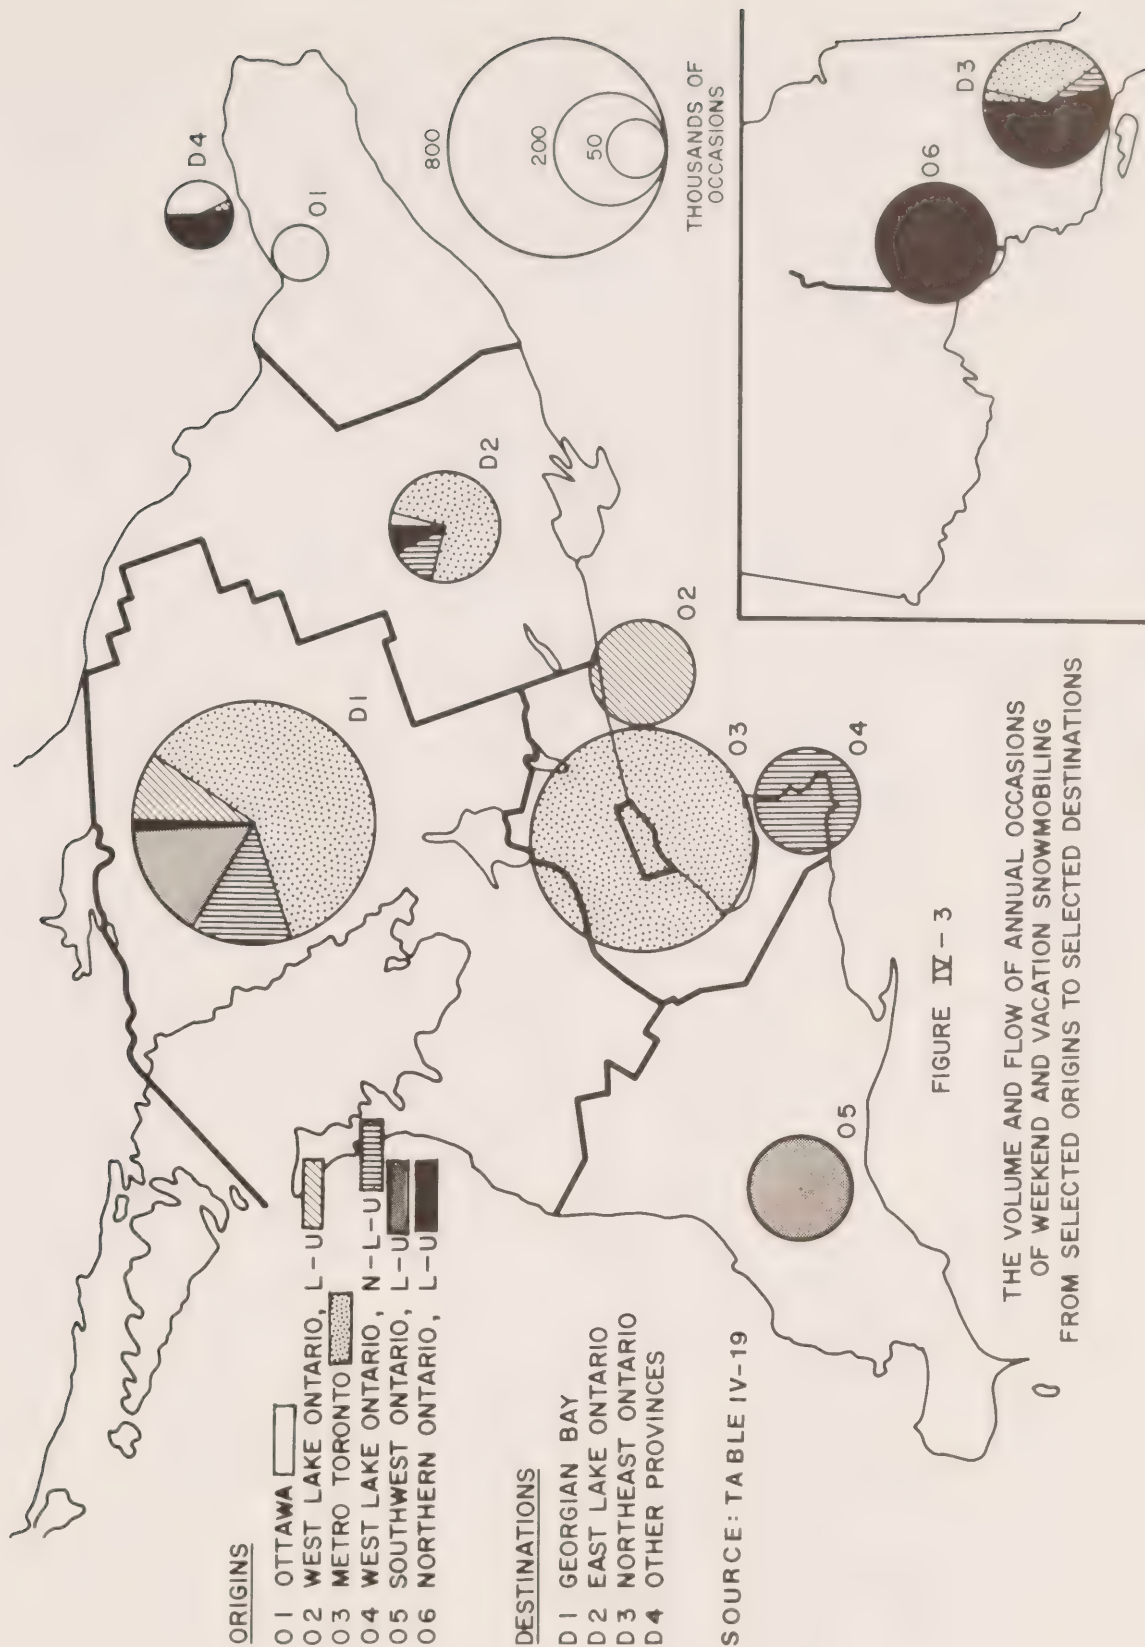 ORIGINS
O1 OTTAWA
O2 WEST LAKE ONTARIO, L-U
O3 METRO TORONTO
O4 WEST LAKE ONTARIO, N-L-U
O5 SOUTHWEST ONTARIO, L-U
O6 NORTHERN ONTARIO, L-U
DESTINATIONS
D1 GEORGIAN BAY
D2 EAST LAKE ONTARIO
D3 NORTHEAST ONTARIO
D4 OTHER PROVINCES
SOURCE: TABLE IV-19
D1
D2
D4
O1
O2
O3
O4
O5
800
200
50
THOUSANDS OF
OCCASIONS
D3
O6
FIGURE IV-3
THE VOLUME AND FLOW OF ANNUAL OCCASIONS
OF WEEKEND AND VACATION SNOWMOBILING
FROM SELECTED ORIGINS TO SELECTED DESTINATIONS